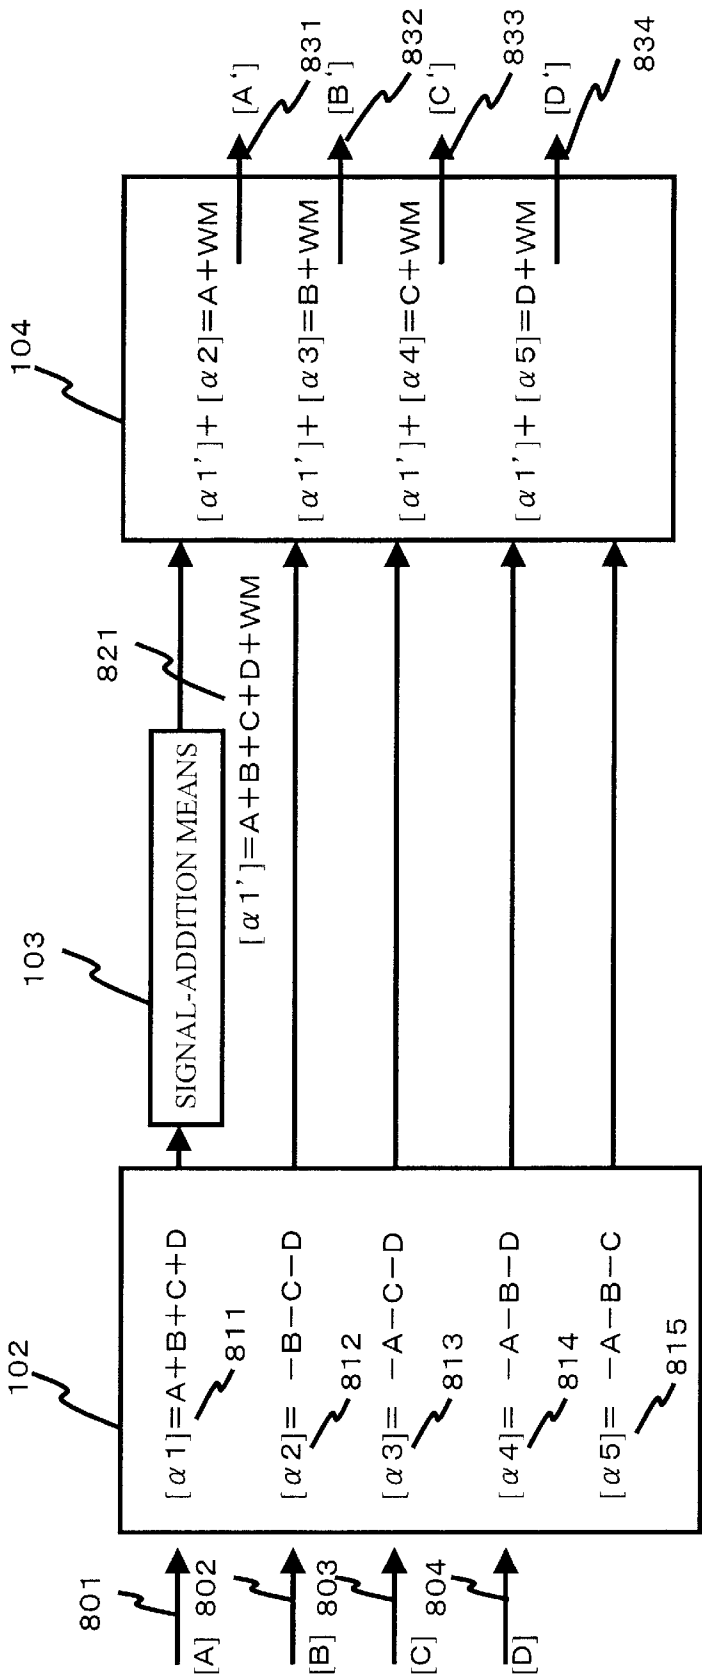 801
[A]
802
[B]
803
[C]
804
[D]
102
[α1]=A+B+C+D
811
[α2]= −B−C−D
812
[α3]= −A−C−D
813
[α4]= −A−B−D
814
[α5]= −A−B−C
815
103
SIGNAL-ADDITION MEANS
821
[α1']=A+B+C+D+WM
104
[α1']+[α2]=A+WM
[α1']+[α3]=B+WM
[α1']+[α4]=C+WM
[α1']+[α5]=D+WM
[A‘]
831
[B‘]
832
[C‘]
833
[D‘]
834